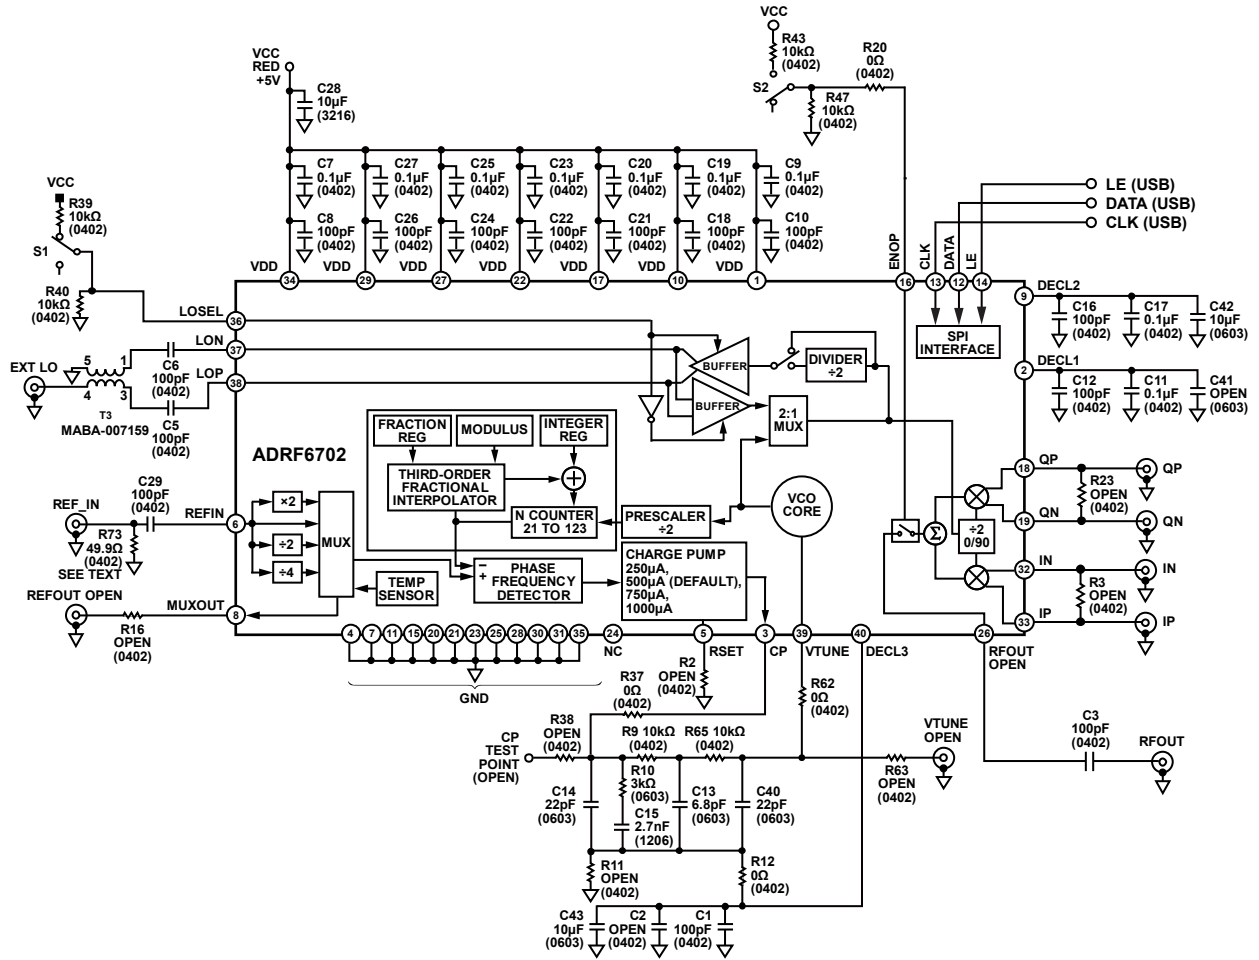 VCC
R43
10kΩ
(0402)
R20
0Ω
(0402)
S2
R47
10kΩ
(0402)
VCC
RED
+5V
C28
10µF
(3216)
C7
0.1µF
(0402)
C27
0.1µF
(0402)
C25
0.1µF
(0402)
C23
0.1µF
(0402)
C20
0.1µF
(0402)
C19
0.1µF
(0402)
C9
0.1µF
(0402)
C8
100pF
(0402)
C26
100pF
(0402)
C24
100pF
(0402)
C22
100pF
(0402)
C21
100pF
(0402)
C18
100pF
(0402)
C10
100pF
(0402)
VCC
R39
10kΩ
(0402)
S1
R40
10kΩ
(0402)
LE (USB)
DATA (USB)
CLK (USB)
VDD
34
VDD
29
VDD
27
VDD
22
VDD
17
VDD
10
VDD
1
ENOP
16
CLK
13
DATA
12
LE
14
SPI
INTERFACE
9
DECL2
C16
100pF
(0402)
C17
0.1µF
(0402)
C42
10µF
(0603)
2
DECL1
C12
100pF
(0402)
C11
0.1µF
(0402)
C41
OPEN
(0603)
LOSEL
36
LON
37
LOP
38
EXT LO
5
1
4
3
T3
MABA-007159
C6
100pF
(0402)
C5
100pF
(0402)
BUFFER
BUFFER
DIVIDER
÷2
2:1
MUX
ADRF6702
FRACTION
REG
MODULUS
INTEGER
REG
THIRD-ORDER
FRACTIONAL
INTERPOLATOR
+
N COUNTER
21 TO 123
PRESCALER
÷2
VCO
CORE
REF_IN
C29
100pF
(0402)
R73
49.9Ω
(0402)
SEE TEXT
REFIN
6
×2
÷2
÷4
MUX
TEMP
SENSOR
−
+
PHASE
FREQUENCY
DETECTOR
CHARGE PUMP
250µA,
500µA (DEFAULT),
750µA,
1000µA
REFOUT OPEN
R16
OPEN
(0402)
MUXOUT
8
Σ
÷2
0/90
18
QP
QP
R23
OPEN
(0402)
19
QN
QN
32
IN
IN
R3
OPEN
(0402)
33
IP
IP
4
7
11
15
20
21
23
25
28
30
31
35
GND
24
NC
5
RSET
3
CP
39
VTUNE
40
DECL3
26
RFOUT
OPEN
R2
OPEN
(0402)
R37
0Ω
(0402)
R62
0Ω
(0402)
CP
TEST
POINT
(OPEN)
R38
OPEN
(0402)
R9 10kΩ
(0402)
R65 10kΩ
(0402)
R63
OPEN
(0402)
VTUNE
OPEN
C3
100pF
(0402)
RFOUT
C14
22pF
(0603)
R10
3kΩ
(0603)
C15
2.7nF
(1206)
C13
6.8pF
(0603)
C40
22pF
(0603)
R11
OPEN
(0402)
R12
0Ω
(0402)
C43
10µF
(0603)
C2
OPEN
(0402)
C1
100pF
(0402)